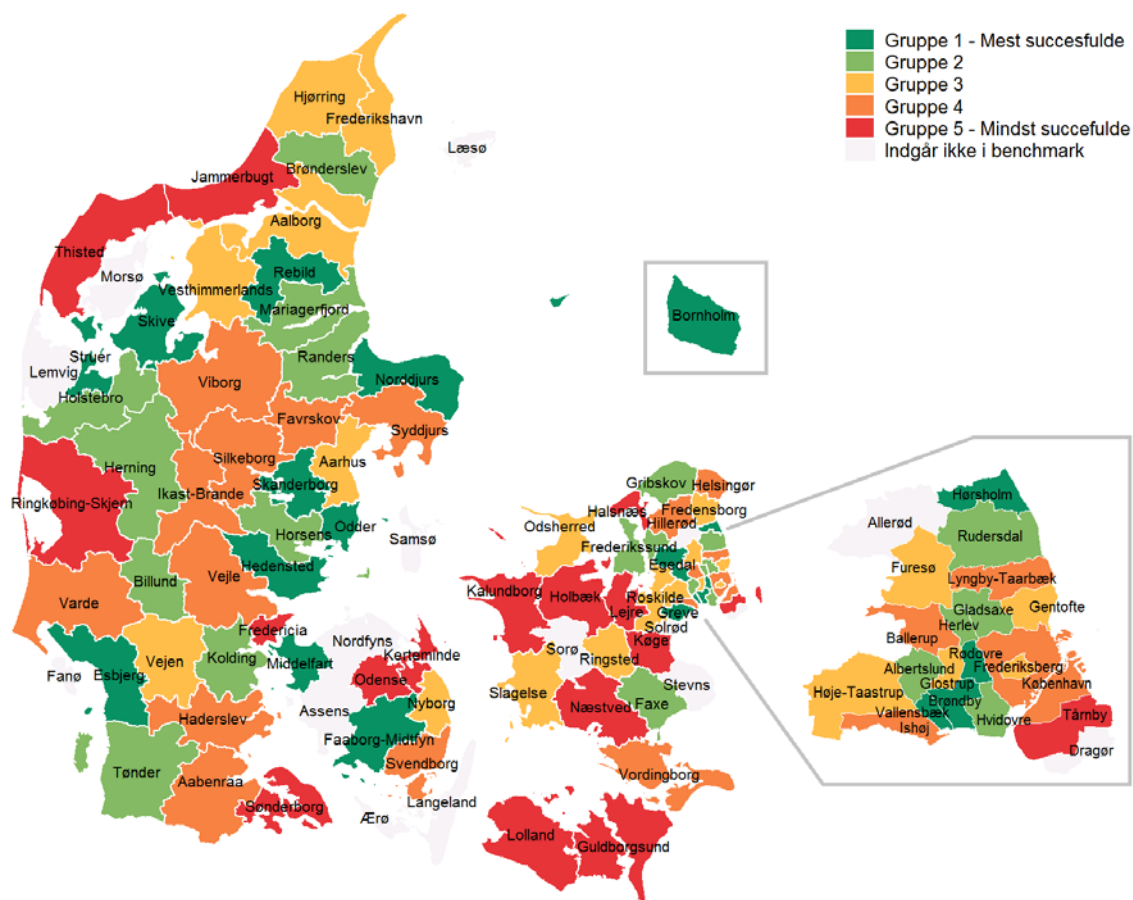 Gruppe 1 - Mest succesfulde
Gruppe 2
Gruppe 3
Gruppe 4
Gruppe 5 - Mindst succefulde
Indgår ikke i benchmark
Hjørring
Frederikshavn
Læsø
Brønderslev
Jammerbugt
Aalborg
Thisted
Morsø
Rebild
Vesthimmerlands
Mariagerfjord
Skive
Struer
Lemvig
Holstebro
Viborg
Randers
Norddjurs
Favrskov
Syddjurs
Herning
Silkeborg
Aarhus
Skanderborg
Ikast-Brande
Ringkøbing-Skjern
Horsens
Odder
Samsø
Hedensted
Billund
Vejle
Varde
Fredericia
Nordfyns
Kerteminde
Vejen
Kolding
Middelfart
Esbjerg
Fanø
Odense
Assens
Nyborg
Haderslev
Faaborg-Midtfyn
Svendborg
Tønder
Aabenraa
Langeland
Sønderborg
Ærø
Bornholm
Gribskov
Helsingør
Halsnæs
Fredensborg
Hillerød
Odsherred
Frederikssund
Egedal
Kalundborg
Holbæk
Roskilde
Lejre
Greve
Solrød
Køge
Sorø
Ringsted
Stevns
Slagelse
Næstved
Faxe
Vordingborg
Lolland
Guldborgsund
Hørsholm
Allerød
Rudersdal
Furesø
Lyngby-Taarbæk
Gladsaxe
Gentofte
Herlev
Ballerup
Rødovre
Albertslund
Frederiksberg
Glostrup
København
Høje-Taastrup
Brøndby
Vallensbæk
Hvidovre
Tårnby
Ishøj
Dragør